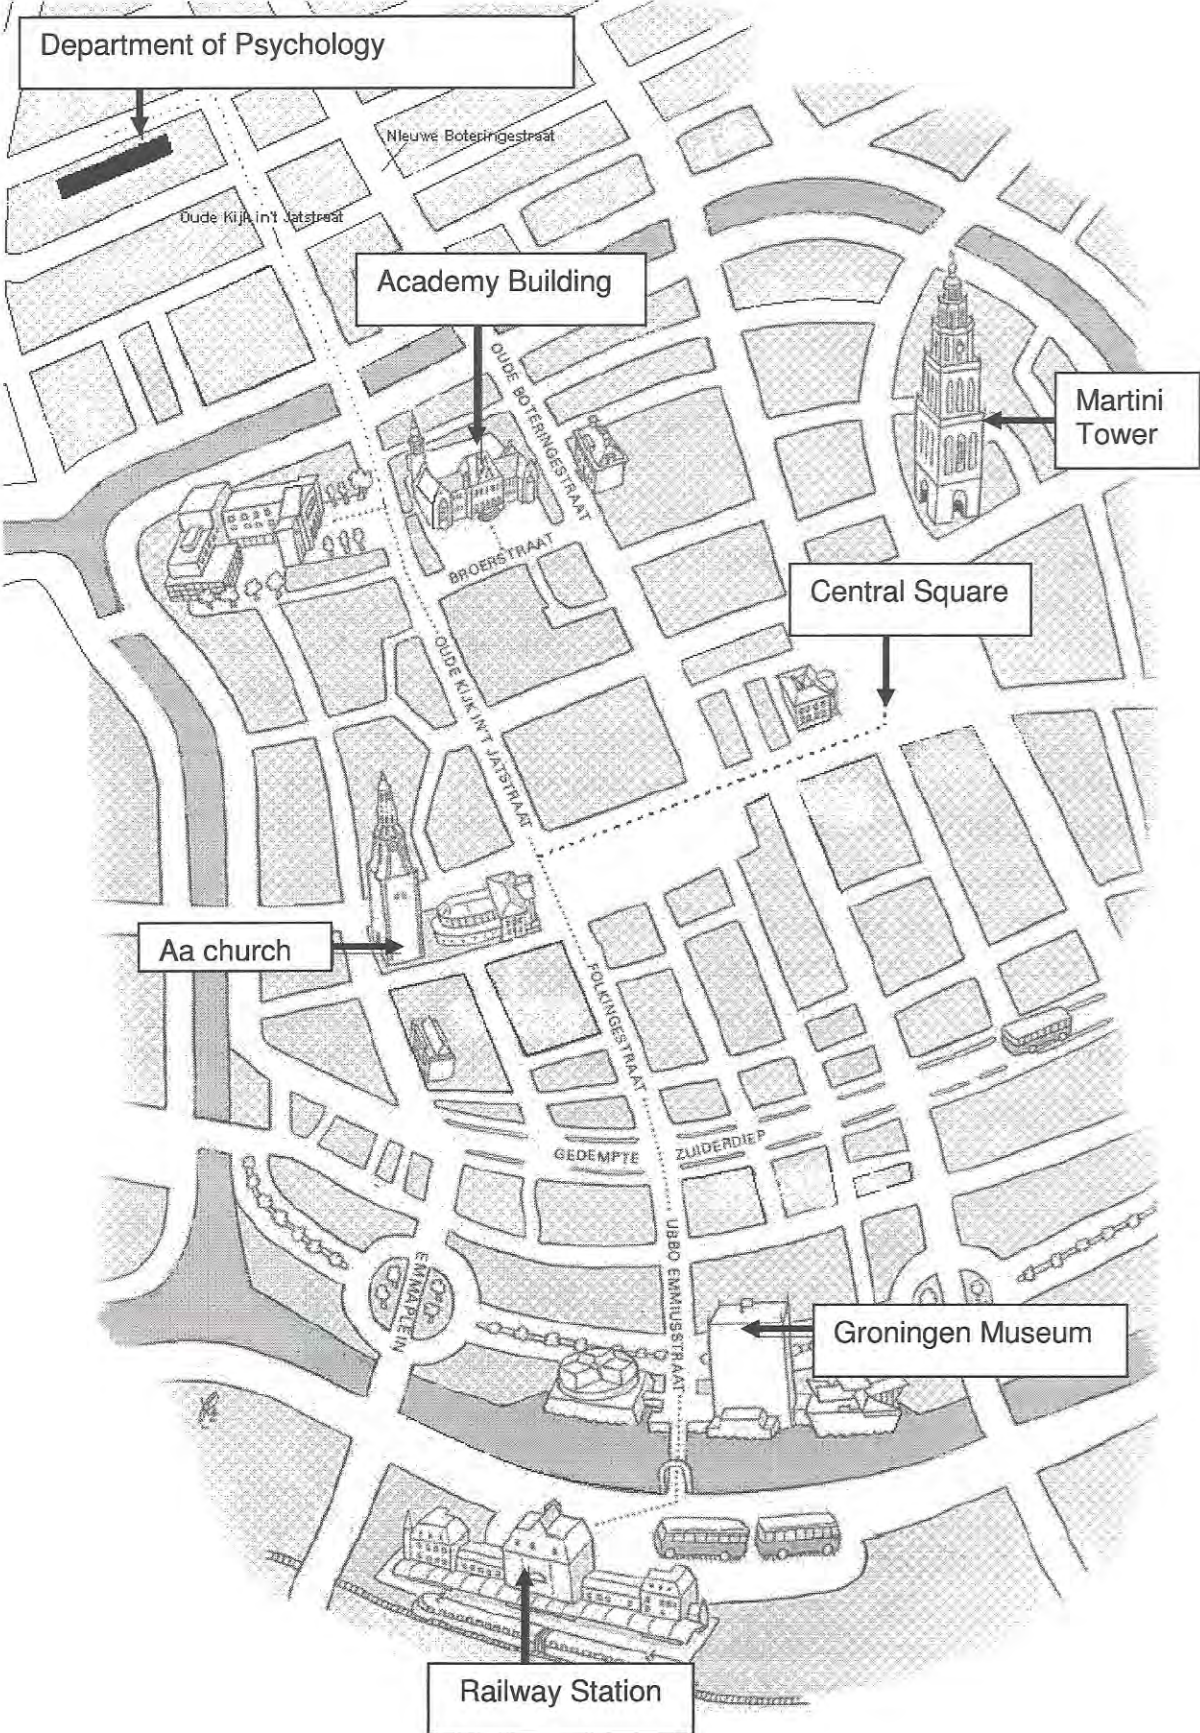 Department of Psychology
Nieuwe Boteringestraat
Oude Kijk in't Jatstraat
Academy Building
OUDE BOTERINGESTRAAT
Martini
Tower
BROERSTRAAT
Central Square
OUDE KIJK IN'T JATSTRAAT
Aa church
FOLKINGESTRAAT
GEDEMPTE ZUIDERDIEP
UBBO EMMIUSSTRAAT
EMMAPLEIN
Groningen Museum
Railway Station